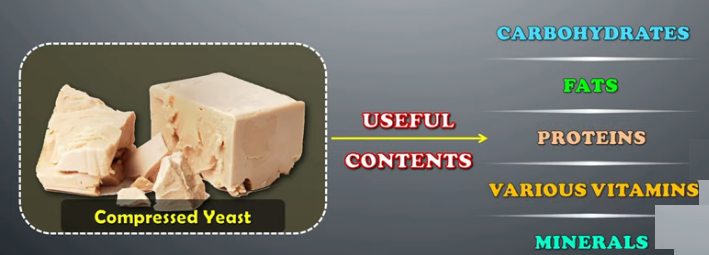 CARBOHYDRATES
FATS
USEFUL
CONTENTS
PROTEINS
VARIOUS VITAMINS
MINERALS
Compressed Yeast